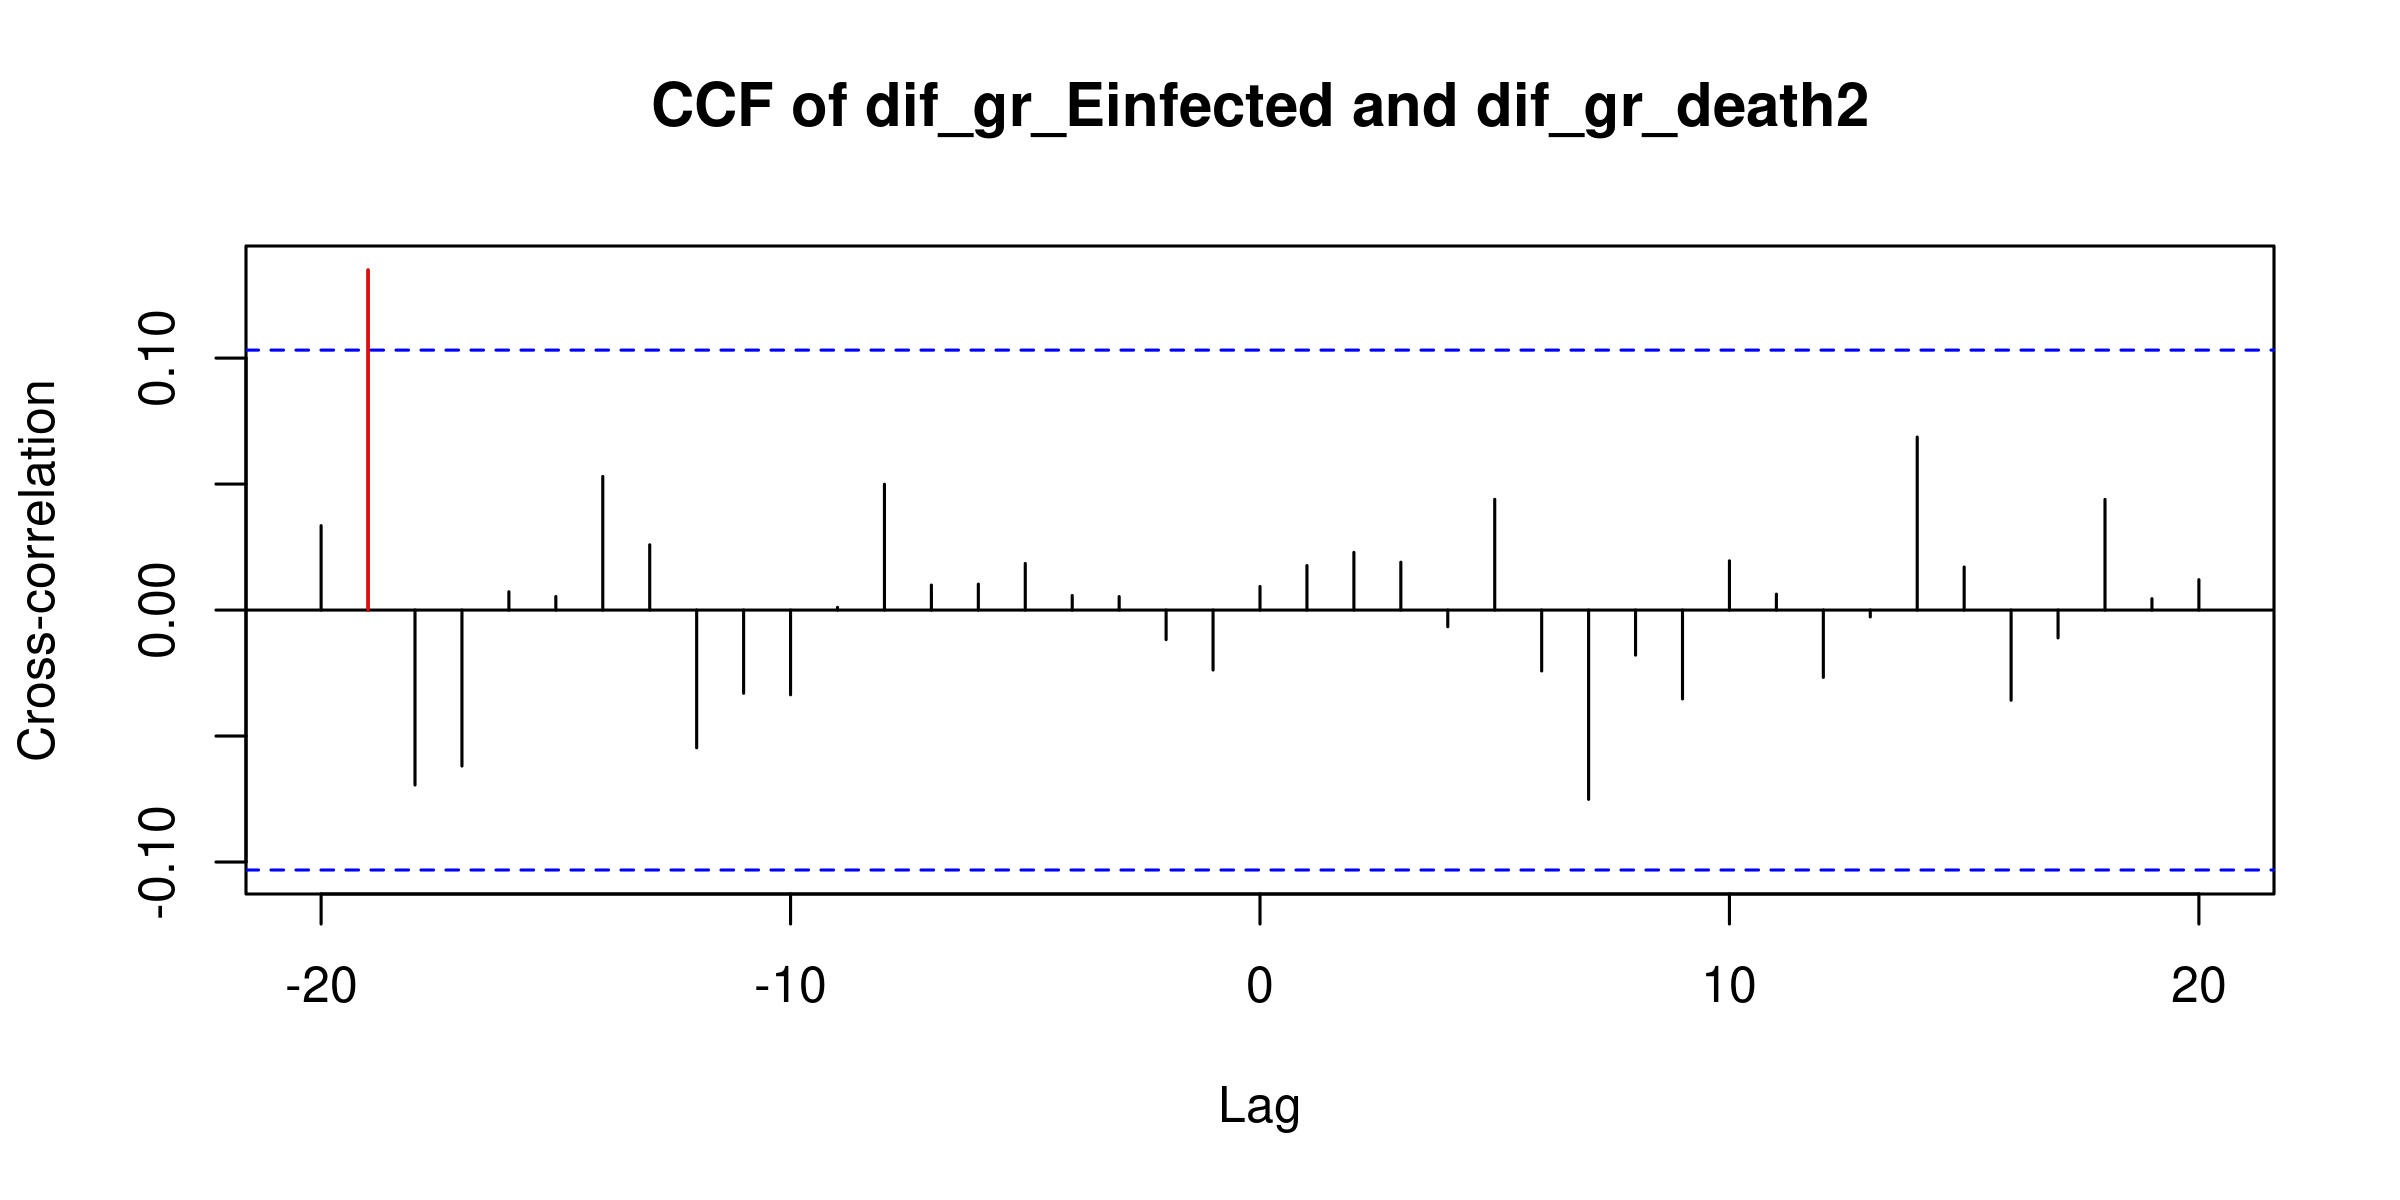 CCF of dif_gr_Einfected and dif_gr_death2
Cross-correlation
0.10
0.00
-0.10
-20 -10 0 10 20
Lag